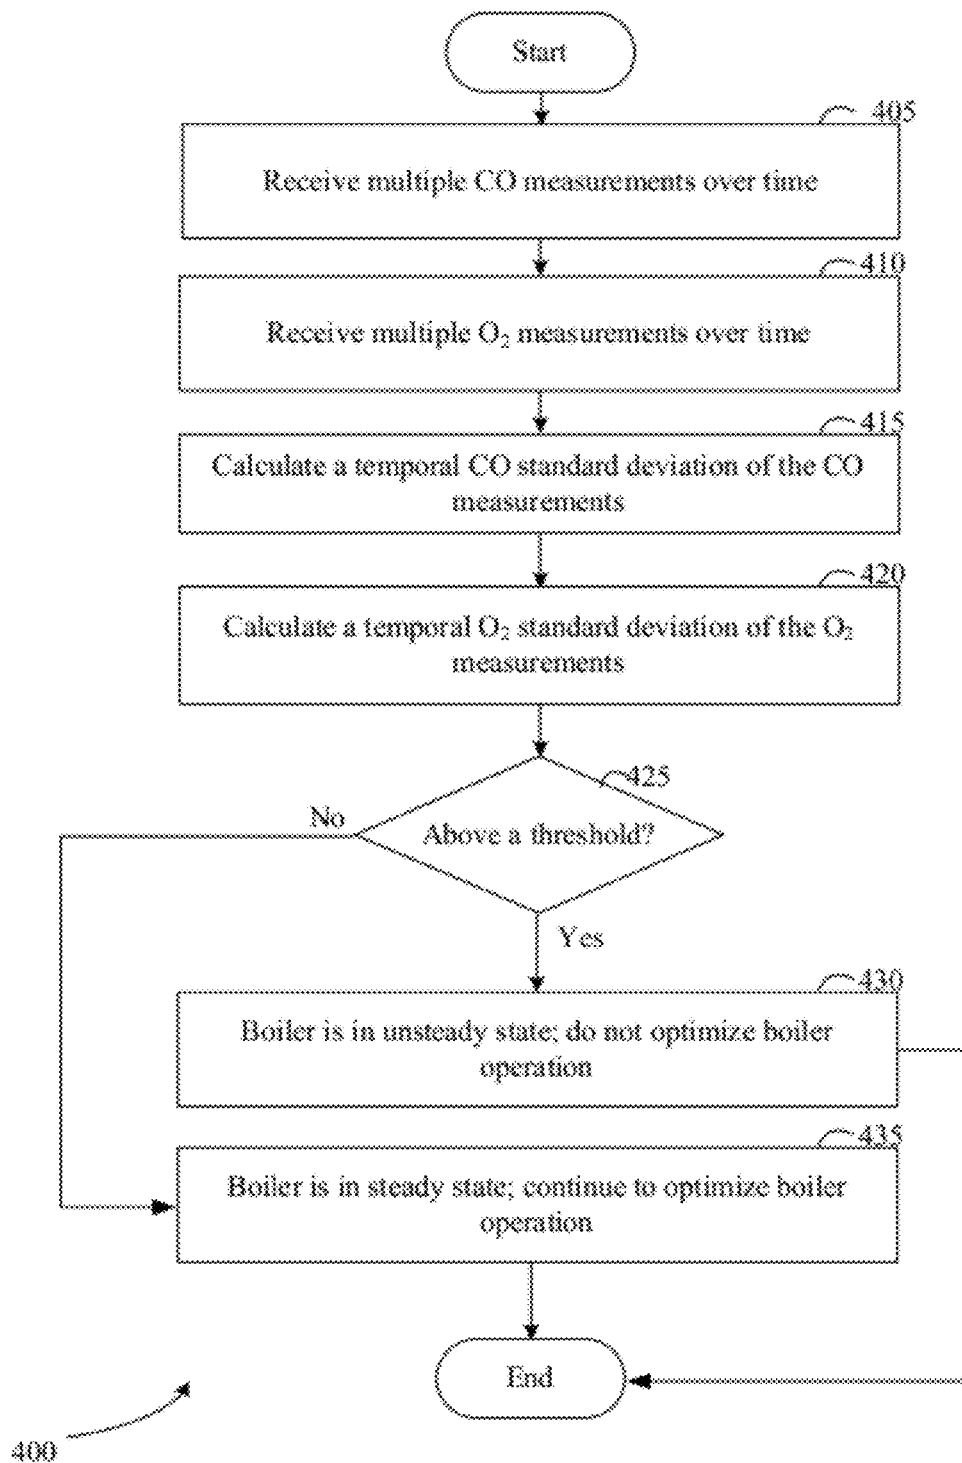 Start
405
Receive multiple CO measurements over time
410
Receive multiple O₂ measurements over time
415
Calculate a temporal CO standard deviation of the CO
measurements
420
Calculate a temporal O₂ standard deviation of the O₂
measurements
425
No
Above a threshold?
Yes
430
Boiler is in unsteady state; do not optimize boiler
operation
435
Boiler is in steady state; continue to optimize boiler
operation
End
400